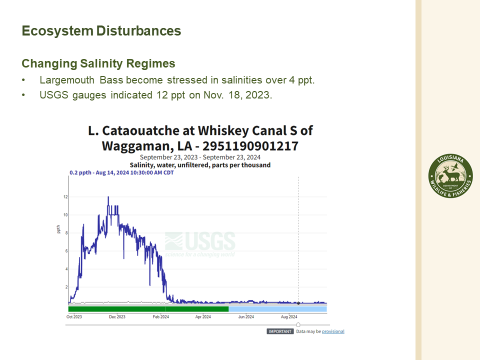 Ecosystem Disturbances
Changing Salinity Regimes
• Largemouth Bass become stressed in salinities over 4 ppt.
• USGS gauges indicated 12 ppt on Nov. 18, 2023.
L. Cataouatche at Whiskey Canal S of
Waggaman, LA - 2951190901217
September 23, 2023 - September 23, 2024
Salinity, water, unfiltered, parts per thousand
0.2 ppth - Aug 14, 2024 10:30:00 AM CDT
12
10
8
6
4
2
ppth
USGS
Oct 2023 Dec 2023 Feb 2024 Apr 2024 Jun 2024 Aug 2024
IMPORTANT Data may be provisional
LOUISIANA
WILDLIFE & FISHERIES